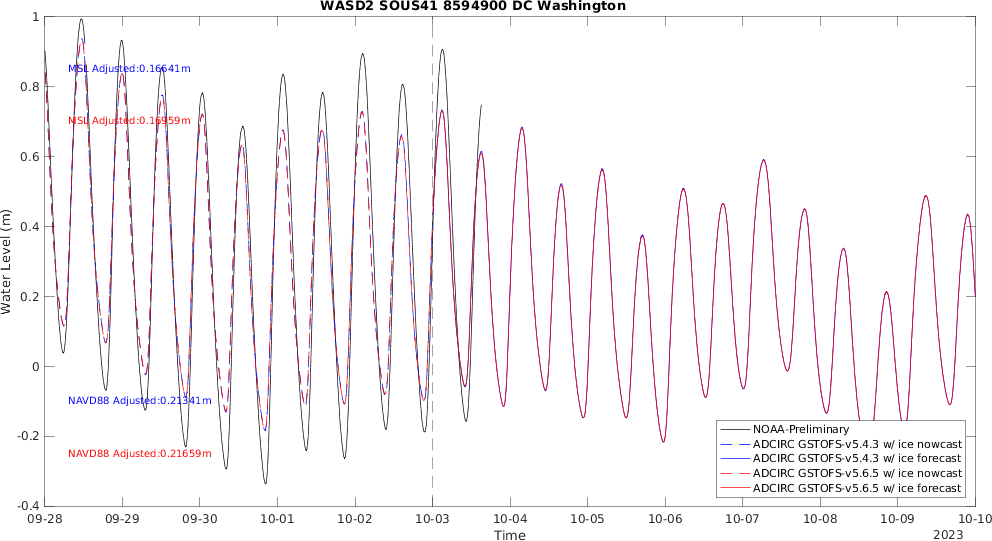 WASD2 SOUS41 8594900 DC Washington
1
0.8
0.6
0.4
0.2
0
-0.2
-0.4
Water Level (m)
MSL Adjusted:0.16641m
MSL Adjusted:0.16959m
NAVD88 Adjusted:0.21341m
NAVD88 Adjusted:0.21659m
NOAA-Preliminary
ADCIRC GSTOFS-v5.4.3 w/ ice nowcast
ADCIRC GSTOFS-v5.4.3 w/ ice forecast
ADCIRC GSTOFS-v5.6.5 w/ ice nowcast
ADCIRC GSTOFS-v5.6.5 w/ ice forecast
09-28 09-29 09-30 10-01 10-02 10-03 10-04 10-05 10-06 10-07 10-08 10-09 10-10
Time
2023